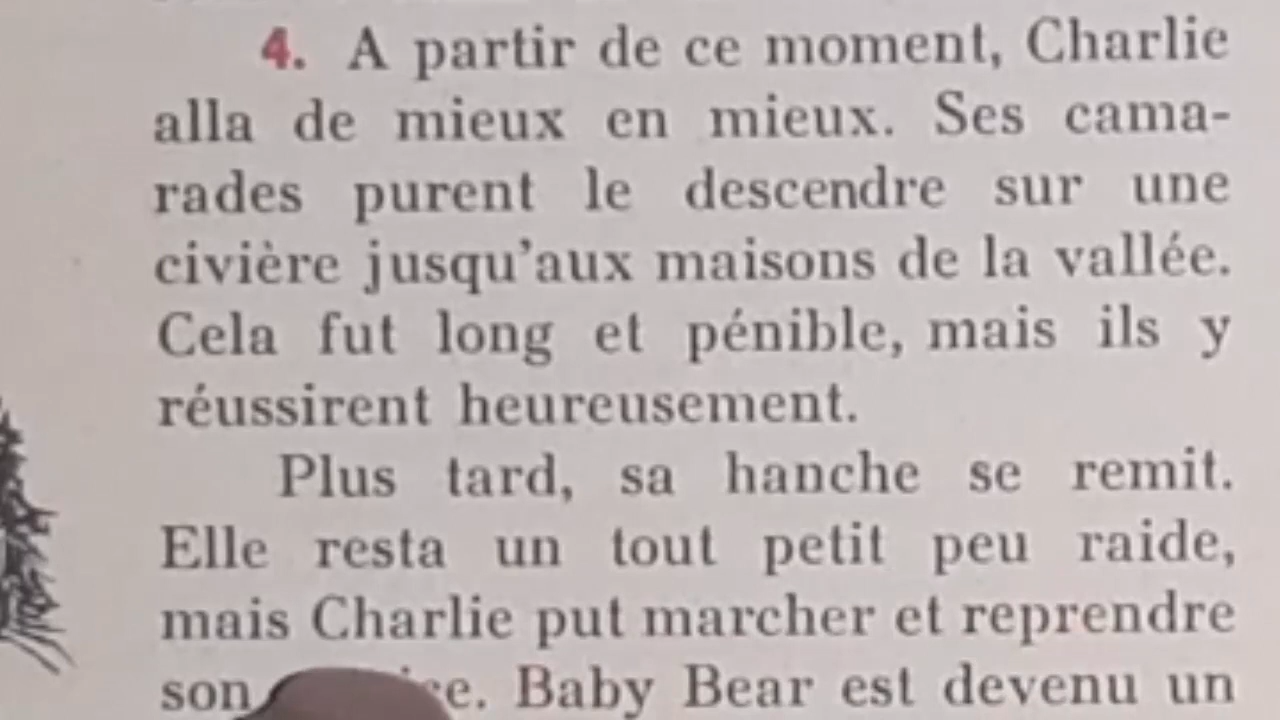 4. A partir de ce moment, Charlie
alla de mieux en mieux. Ses cama-
rades purent le descendre sur une
civière jusqu'aux maisons de la vallée.
Cela fut long et pénible, mais ils y
réussirent heureusement.
Plus tard, sa hanche se remit.
Elle resta un tout petit peu raide,
mais Charlie put marcher et reprendre
son Baby Bear est devenu un